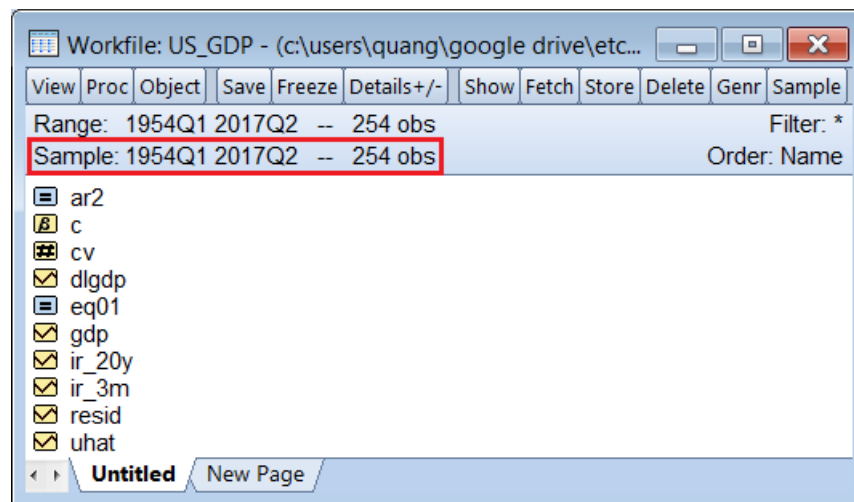 Workfile: US_GDP - (c:\users\quang\google drive\etc...
View Proc Object Save Freeze Details+/- Show Fetch Store Delete Genr Sample
Range: 1954Q1 2017Q2 -- 254 obs Filter: *
Sample: 1954Q1 2017Q2 -- 254 obs Order: Name
ar2
β c
cv
dlgdp
eq01
gdp
ir_20y
ir_3m
resid
uhat
Untitled New Page